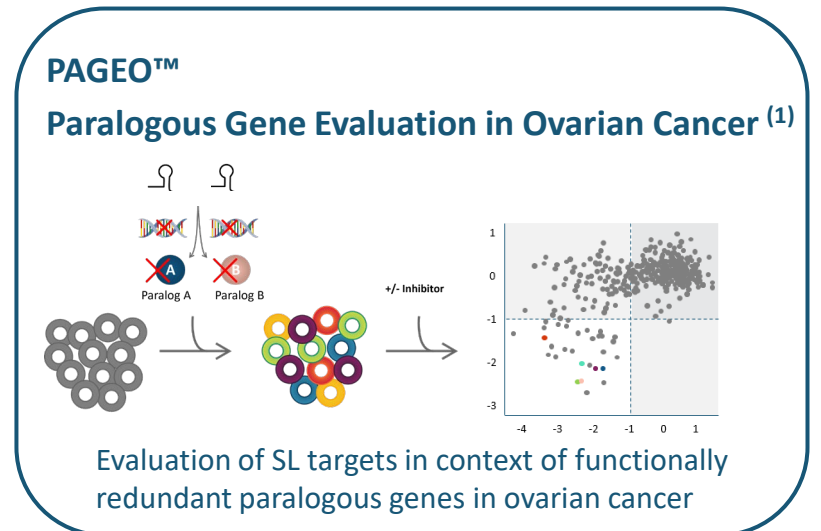 PAGEO™
Paralogous Gene Evaluation in Ovarian Cancer (1)
A
B
Paralog A
Paralog B
+/- Inhibitor
1
0
-1
-2
-3
-4 -3 -2 -1 0 1
Evaluation of SL targets in context of functionally
redundant paralogous genes in ovarian cancer